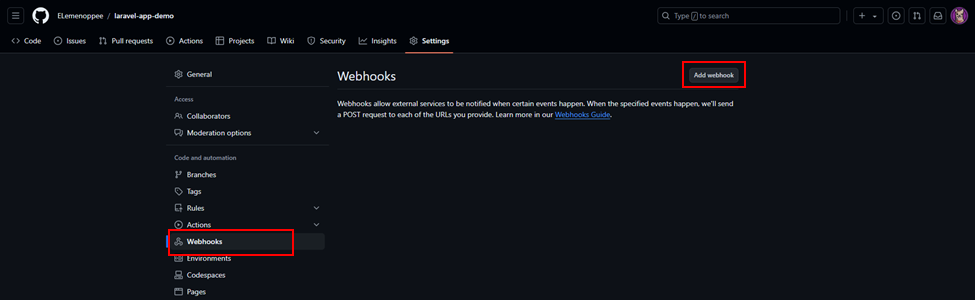 ELemenoppee / laravel-app-demo
Type / to search
Code Issues Pull requests Actions Projects Wiki Security Insights Settings
General
Access
Collaborators
Moderation options
Code and automation
Branches
Tags
Rules
Actions
Webhooks
Environments
Codespaces
Pages
Webhooks
Add webhook
Webhooks allow external services to be notified when certain events happen. When the specified events happen, we'll send
a POST request to each of the URLs you provide. Learn more in our Webhooks Guide.